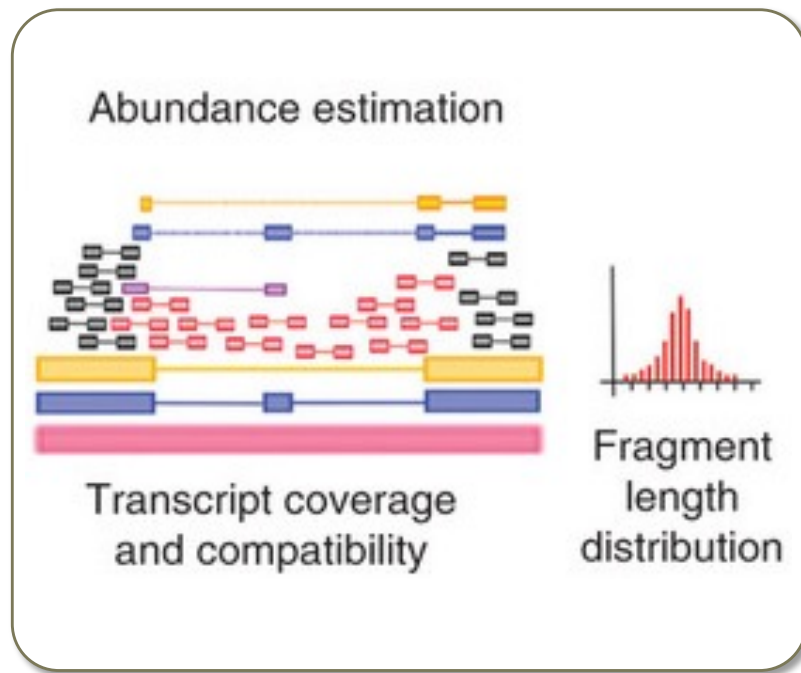 Abundance estimation
Transcript coverage
and compatibility
Fragment
length
distribution